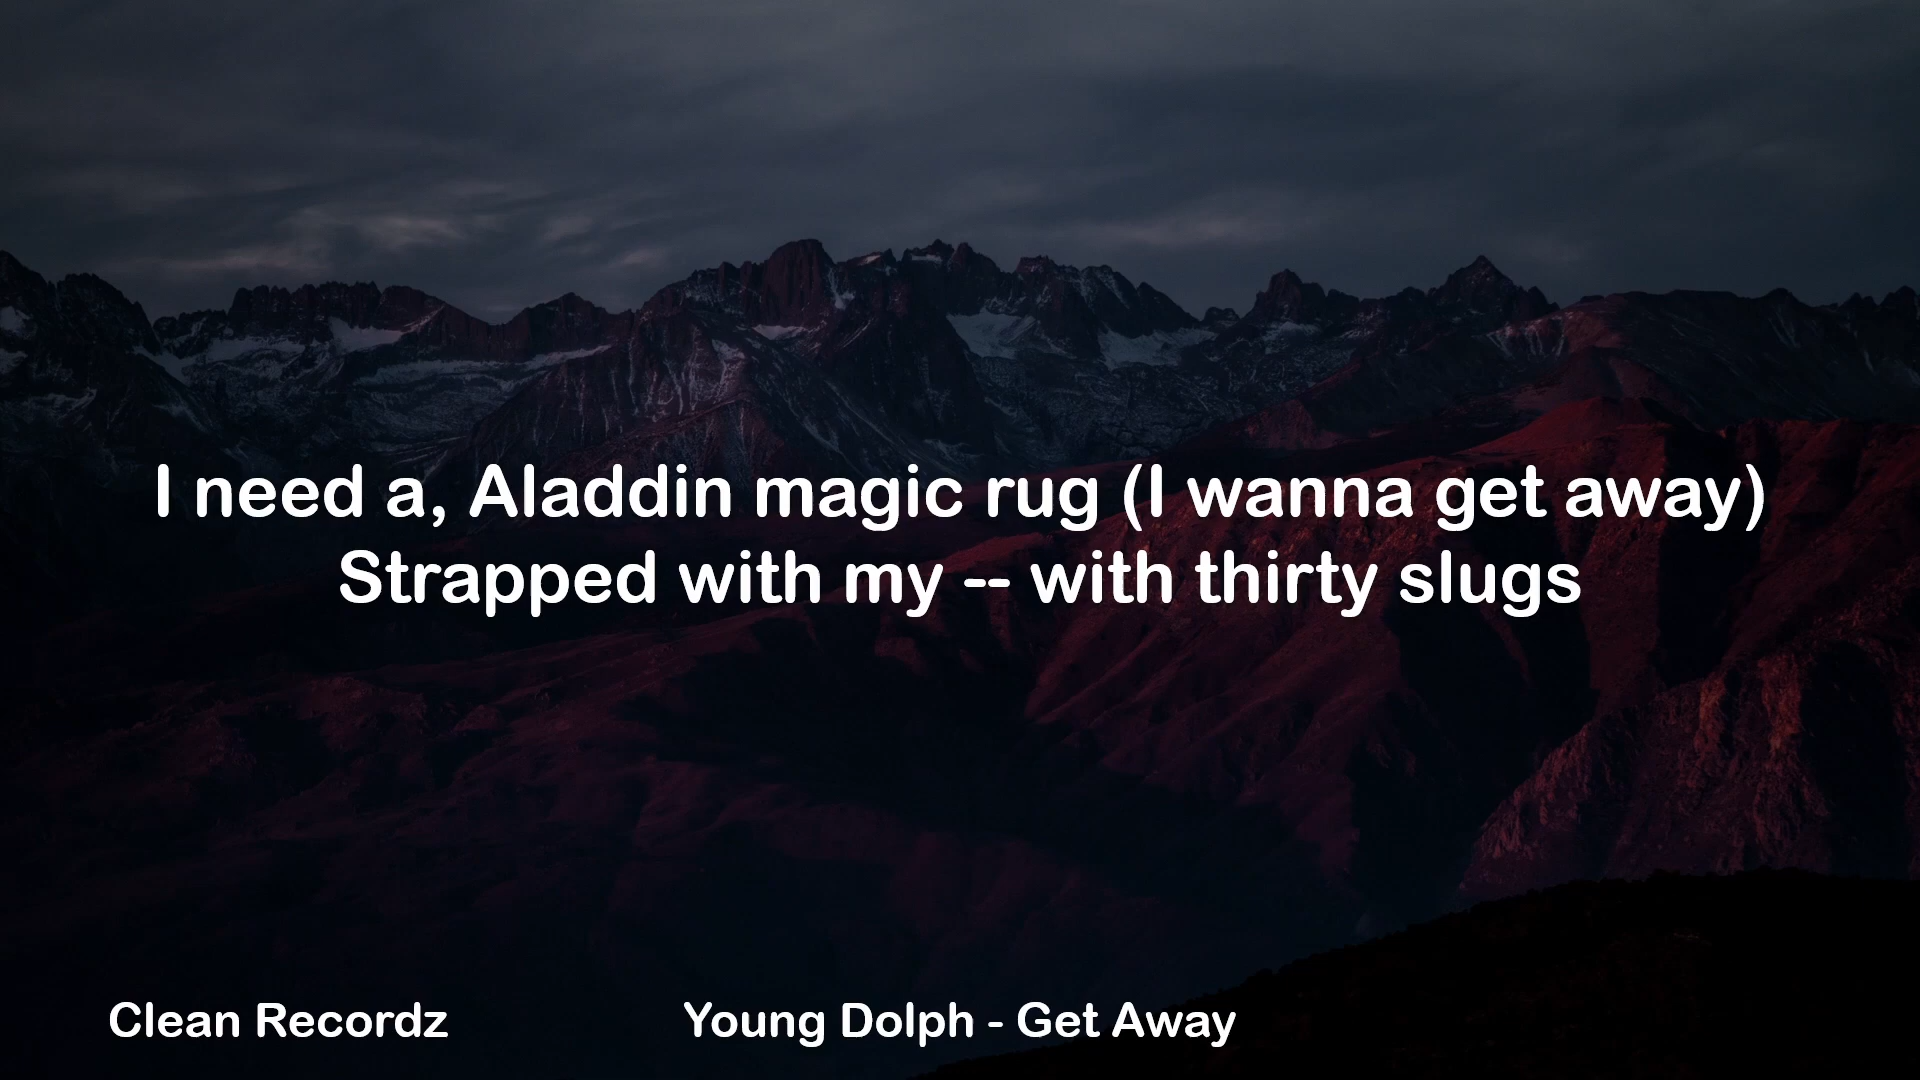 I need a, Aladdin magic rug (I wanna get away)
Strapped with my -- with thirty slugs
Clean Recordz
Young Dolph - Get Away